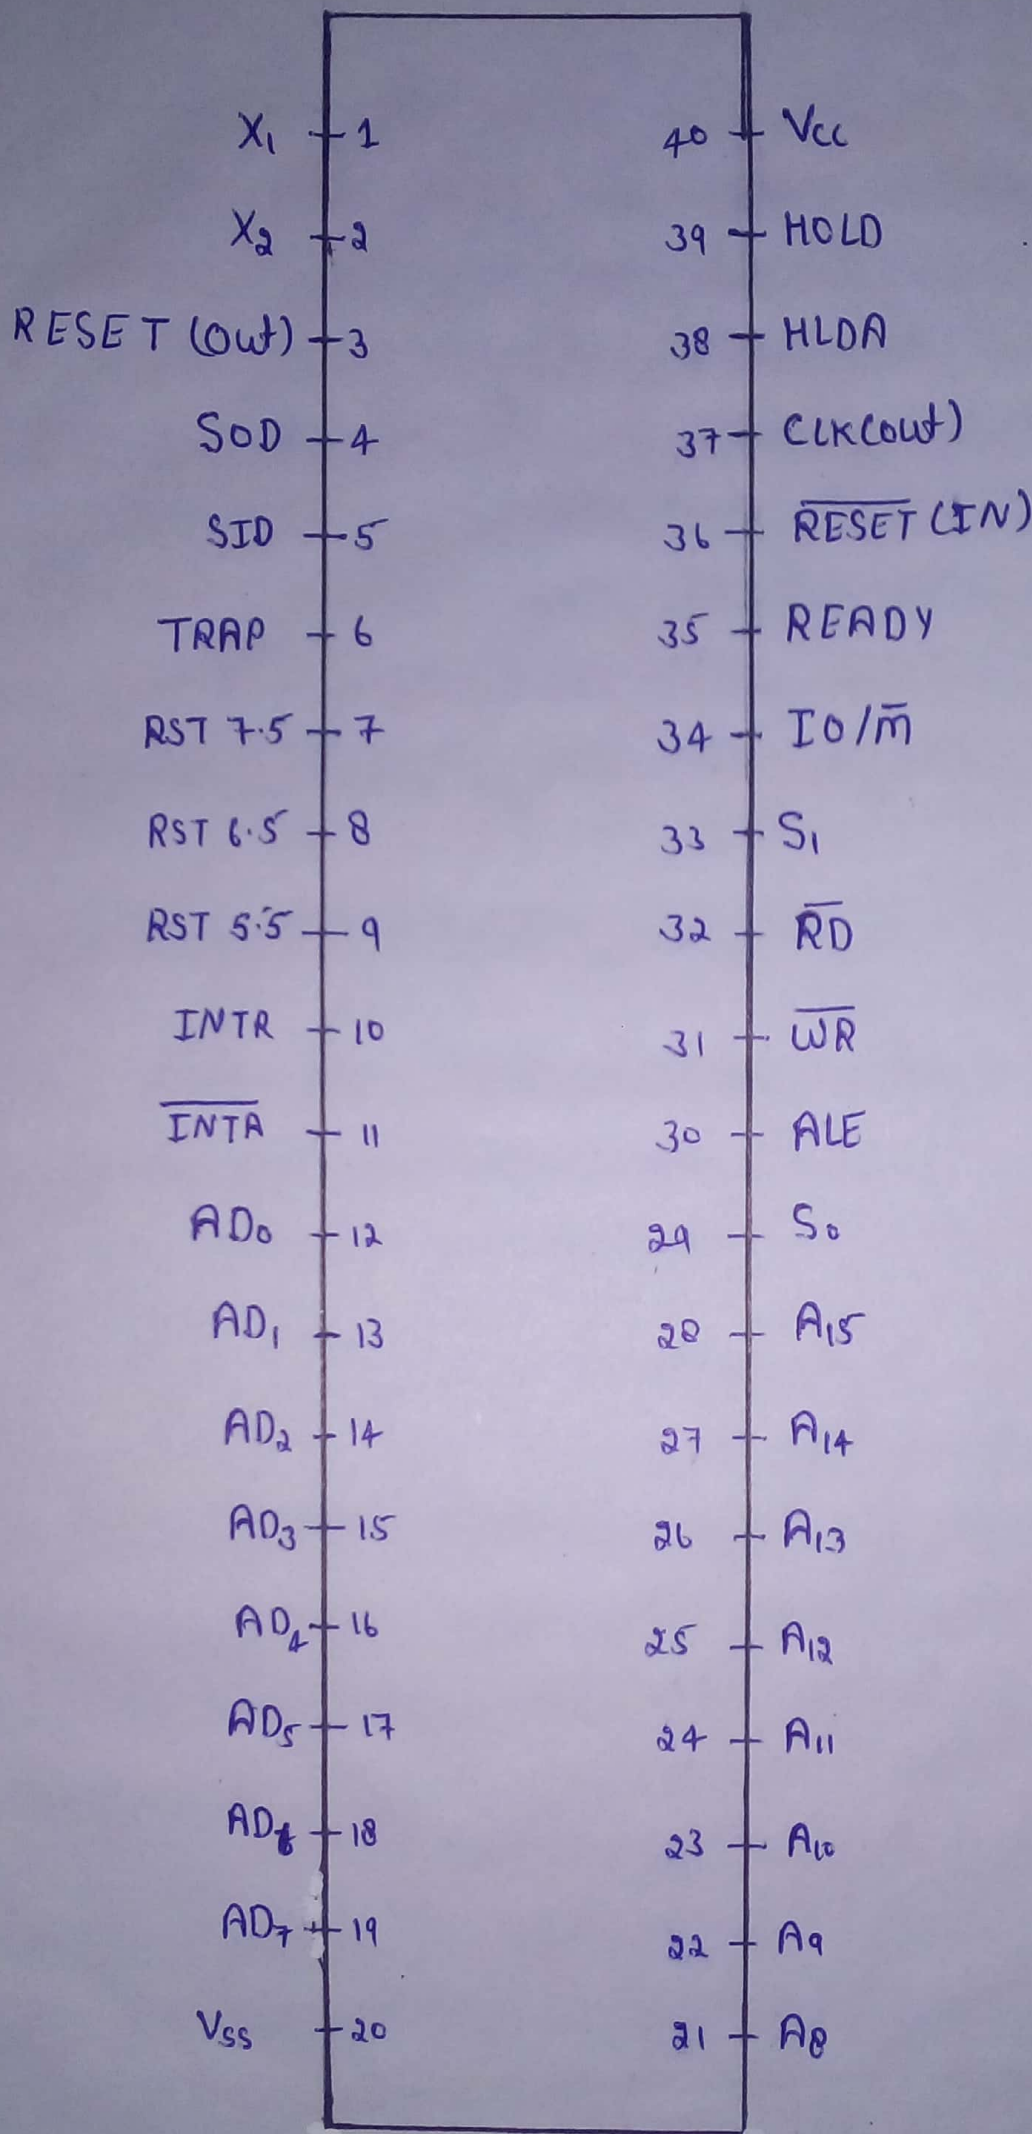 X₁ 1 40 Vcc
X₂ 2 39 HOLD
RESET (Out) 3 38 HLDA
SOD 4 37 CLK(out)
SID 5 36 R̅E̅S̅E̅T̅ (IN)
TRAP 6 35 READY
RST 7.5 7 34 IO/M̅
RST 6.5 8 33 S₁
RST 5.5 9 32 R̅D̅
INTR 10 31 W̅R̅
I̅N̅T̅A̅ 11 30 ALE
AD₀ 12 29 S₀
AD₁ 13 28 A₁₅
AD₂ 14 27 A₁₄
AD₃ 15 26 A₁₃
AD₄ 16 25 A₁₂
AD₅ 17 24 A₁₁
AD₆ 18 23 A₁₀
AD₇ 19 22 A₉
Vss 20 21 A₈